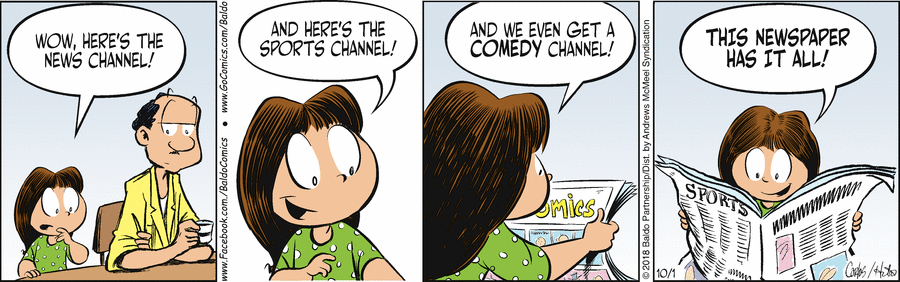 WOW, HERE'S THE
NEWS CHANNEL!
www.Facebook.com/BaldoComics • www.GoComics.com/Baldo
AND HERE'S THE
SPORTS CHANNEL!
AND WE EVEN GET A
COMEDY CHANNEL!
omics
©2018 Baldo Partnership/Dist. by Andrews McMeel Syndication
THIS NEWSPAPER
HAS IT ALL!
SPORTS
10/1